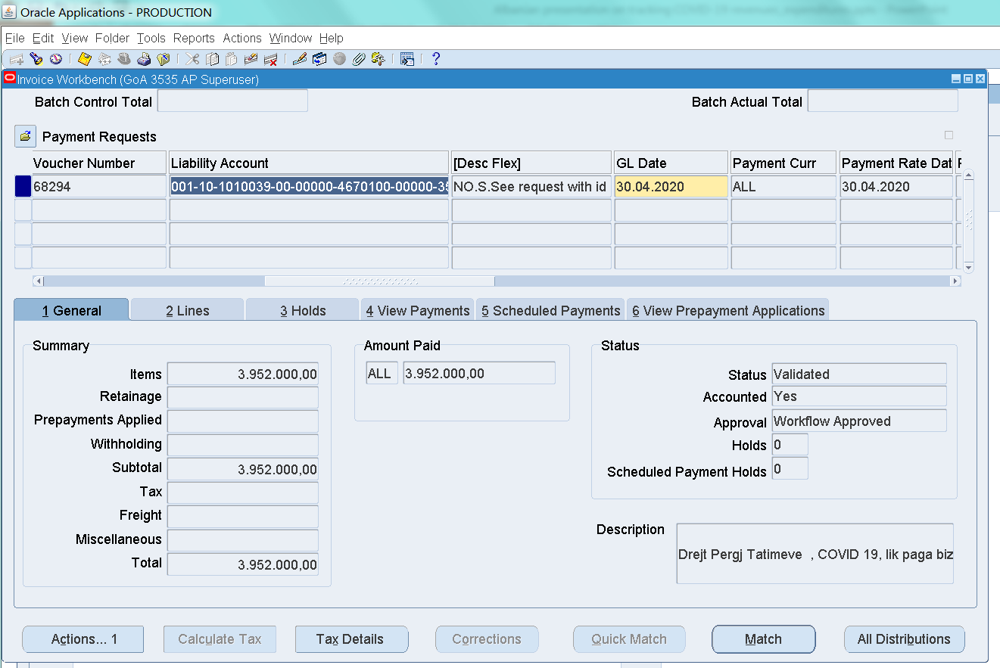 Oracle Applications - PRODUCTION
File Edit View Folder Tools Reports Actions Window Help
Invoice Workbench (GoA 3535 AP Superuser)
Batch Control Total
Batch Actual Total
Payment Requests
Voucher Number Liability Account [Desc Flex] GL Date Payment Curr Payment Rate Dat
68294 001-10-1010039-00-00000-4670100-00000-35 NO.S.See request with id 30.04.2020 ALL 30.04.2020
1 General 2 Lines 3 Holds 4 View Payments 5 Scheduled Payments 6 View Prepayment Applications
Summary
Items 3.952.000,00
Retainage
Prepayments Applied
Withholding
Subtotal 3.952.000,00
Tax
Freight
Miscellaneous
Total 3.952.000,00
Amount Paid
ALL 3.952.000,00
Status
Status Validated
Accounted Yes
Approval Workflow Approved
Holds 0
Scheduled Payment Holds 0
Description
Drejt Pergj Tatimeve , COVID 19, lik paga biz
Actions... 1 Calculate Tax Tax Details Corrections Quick Match Match All Distributions